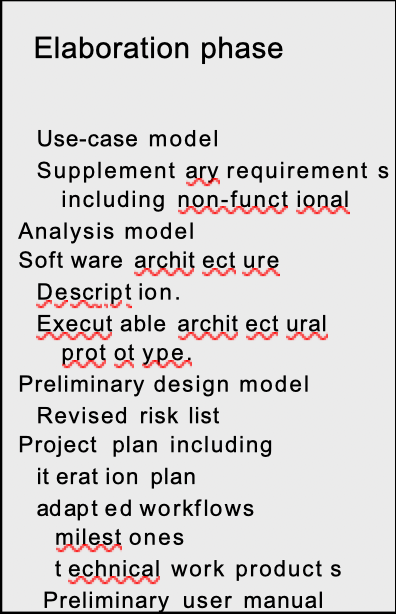 Elaboration phase
Use-case model
Supplement ary requirement s
including non-funct ional
Analysis model
Soft ware archit ect ure
Descript ion.
Execut able archit ect ural
prot ot ype.
Preliminary design model
Revised risk list
Project plan including
it erat ion plan
adapt ed workflows
milest ones
t echnical work product s
Preliminary user manual